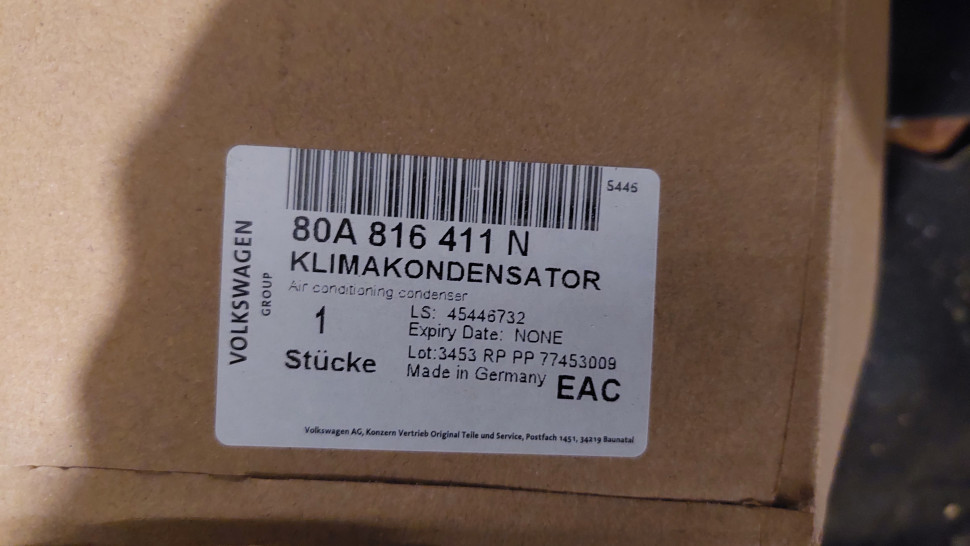 S446
80A 816 411 N
KLIMAKONDENSATOR
Air conditioning condenser
VOLKSWAGEN
GROUP
1
Stücke
LS: 45446732
Expiry Date: NONE
Lot:3453 RP PP 77453009
Made in Germany
EAC
Volkswagen AG, Konzern Vertrieb Original Teile und Service, Postfach 1451, 34219 Baunatal